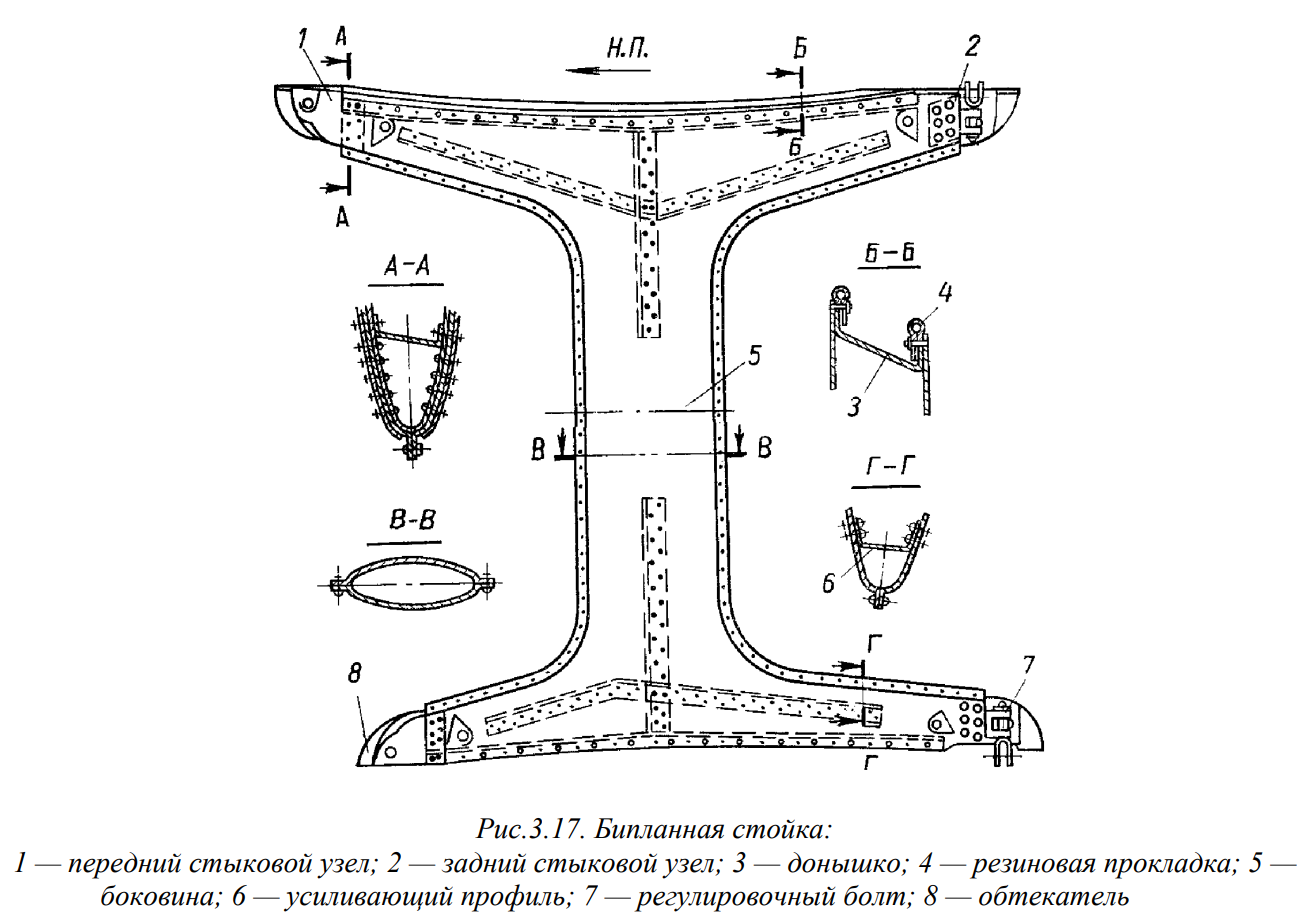 1 А Н.П. Б 2
Б
А
А-А Б-Б
4
5
3
В В
Г-Г
В-В
6
8 Г 7
Г
Рис.3.17. Бипланная стойка:
1 — передний стыковой узел; 2 — задний стыковой узел; 3 — донышко; 4 — резиновая прокладка; 5 —
боковина; 6 — усиливающий профиль; 7 — регулировочный болт; 8 — обтекатель